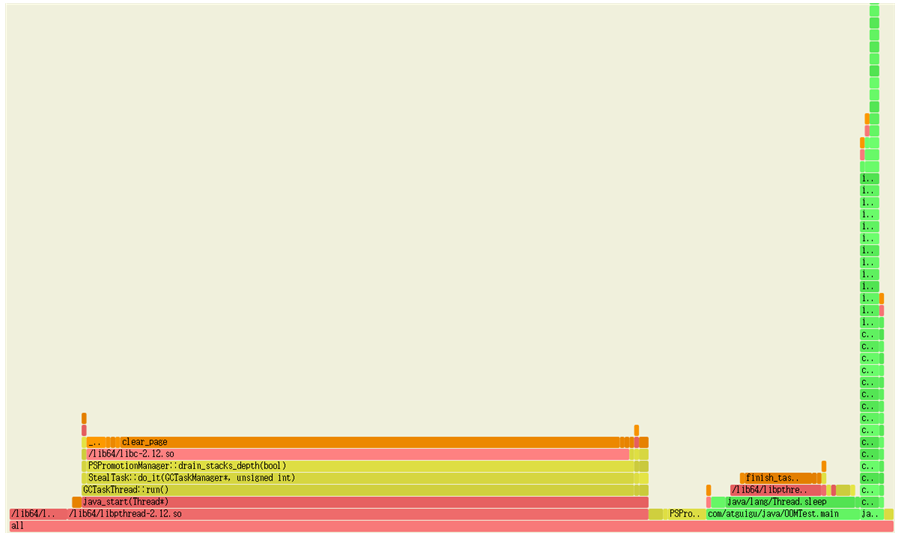 i..
i..
i..
i..
i..
i..
i..
i..
i..
i..
i..
i..
i..
c..
c..
c..
c..
c..
c..
c..
c..
c..
_.. clear_page c..
/lib64/libc-2.12.so c..
PSPromotionManager::drain_stacks_depth(bool) c..
StealTask::do_it(GCTaskManager*, unsigned int) finish_tas.. c..
GCTaskThread::run() /lib64/libpthre.. c..
java_start(Thread*) java/lang/Thread.sleep c..
/lib64/l.. /lib64/libpthread-2.12.so PSPro.. com/atguigu/java/OOMTest.main ja..
all